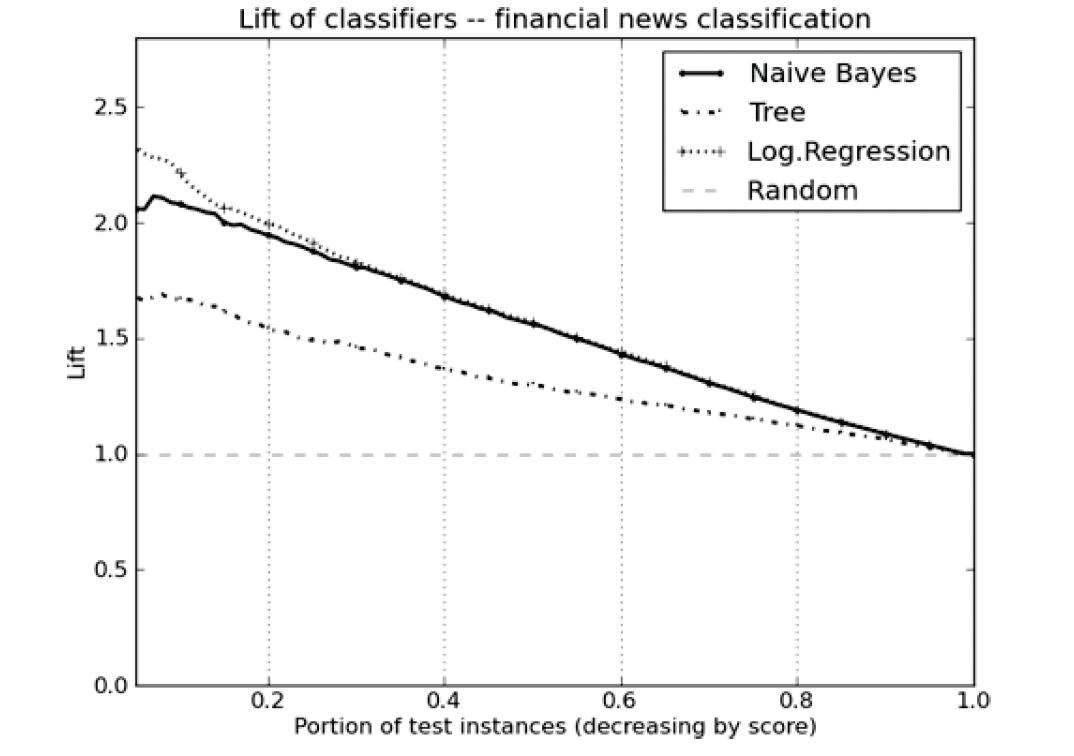 Lift of classifiers -- financial news classification
Naive Bayes
Tree
Log.Regression
Random
2.5
2.0
1.5
1.0
0.5
0.0
Lift
0.2 0.4 0.6 0.8 1.0
Portion of test instances (decreasing by score)